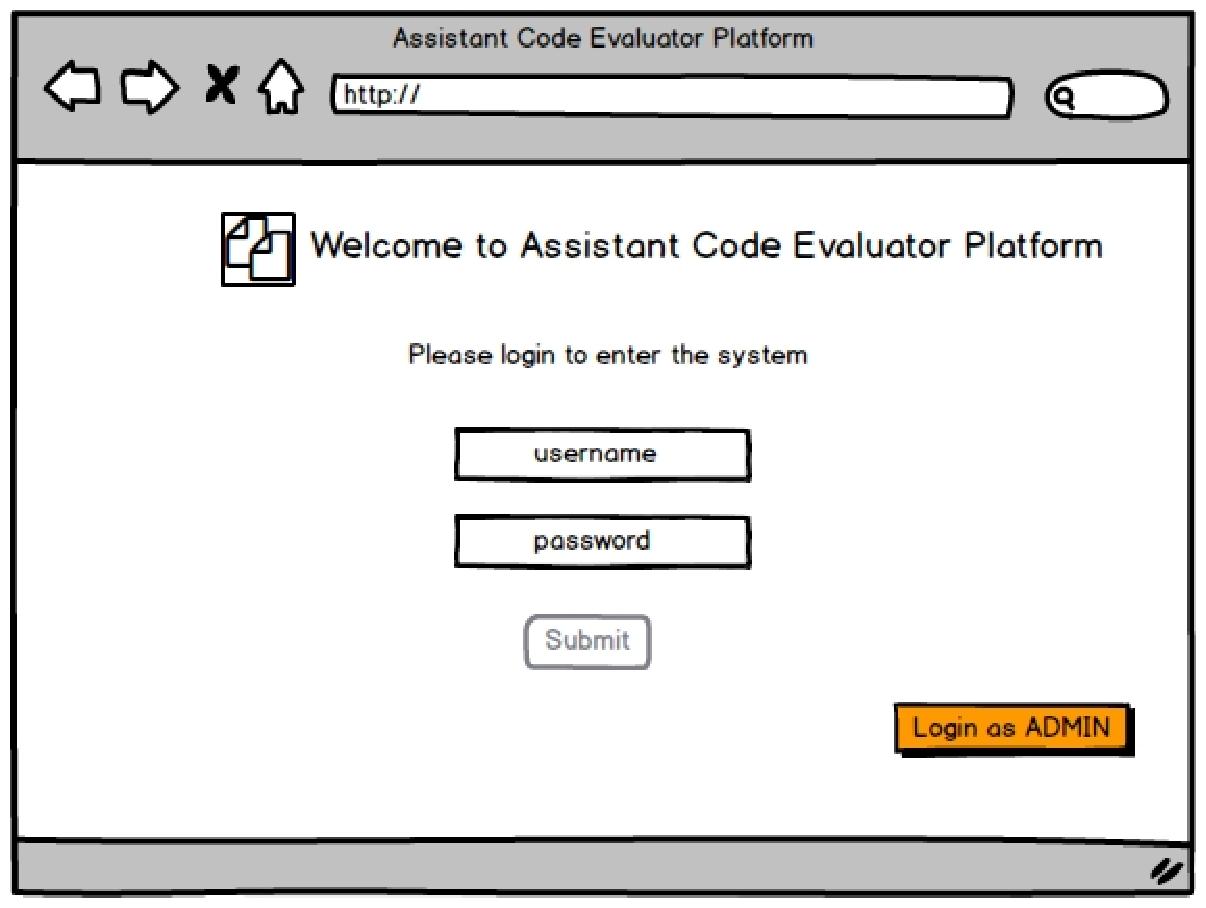 Assistant Code Evaluator Platform
http://
Welcome to Assistant Code Evaluator Platform
Please login to enter the system
username
password
Submit
Login as ADMIN